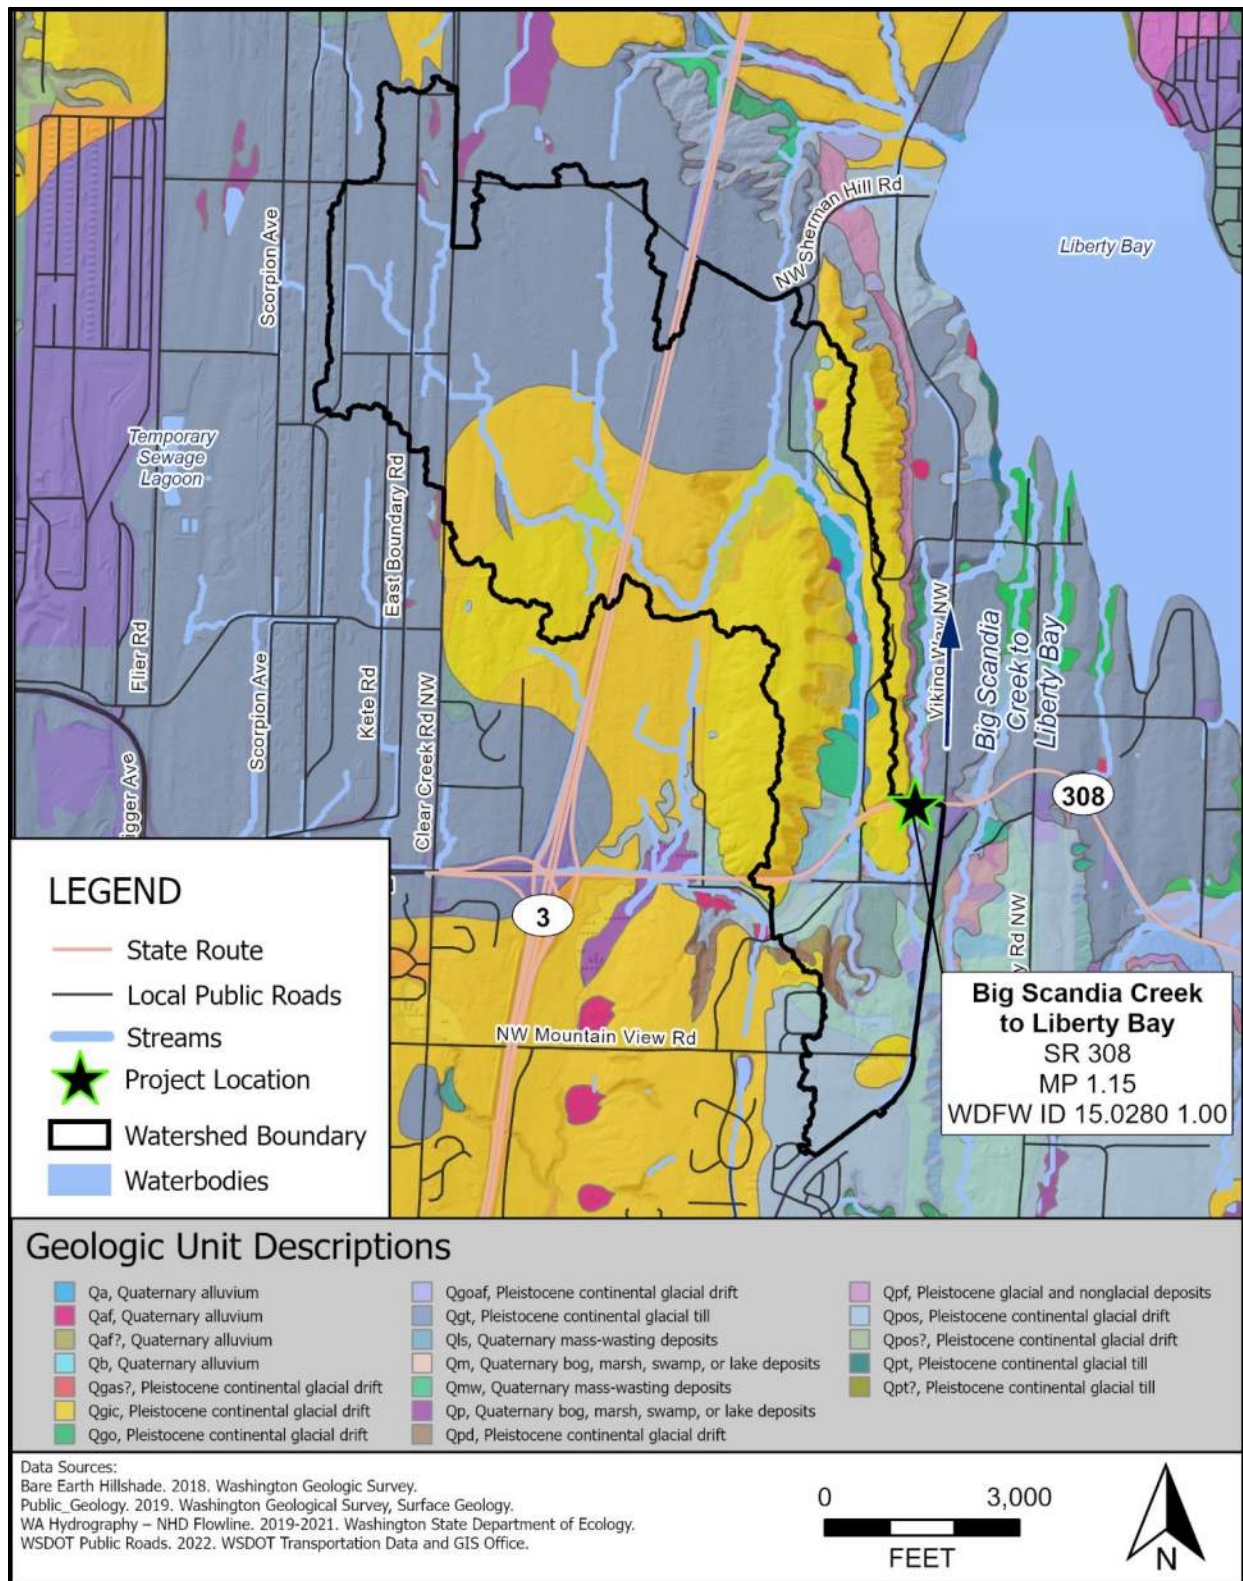 NW Sherman Hill Rd
Liberty Bay
Scorpion Ave
Temporary
Sewage
Lagoon
East Boundary Rd
Flier Rd
Scorpion Ave
Kete Rd
Clear Creek Rd NW
Viking Way NW
Big Scandia
Creek to
Liberty Bay
igger Ave
308
3
y Rd NW
NW Mountain View Rd
Big Scandia Creek
to Liberty Bay
SR 308
MP 1.15
WDFW ID 15.0280 1.00
LEGEND
State Route
Local Public Roads
Streams
Project Location
Watershed Boundary
Waterbodies
Geologic Unit Descriptions
Qa, Quaternary alluvium
Qaf, Quaternary alluvium
Qaf?, Quaternary alluvium
Qb, Quaternary alluvium
Qgas?, Pleistocene continental glacial drift
Qgic, Pleistocene continental glacial drift
Qgo, Pleistocene continental glacial drift
Qgoaf, Pleistocene continental glacial drift
Qgt, Pleistocene continental glacial till
Qls, Quaternary mass-wasting deposits
Qm, Quaternary bog, marsh, swamp, or lake deposits
Qmw, Quaternary mass-wasting deposits
Qp, Quaternary bog, marsh, swamp, or lake deposits
Qpd, Pleistocene continental glacial drift
Qpf, Pleistocene glacial and nonglacial deposits
Qpos, Pleistocene continental glacial drift
Qpos?, Pleistocene continental glacial drift
Qpt, Pleistocene continental glacial till
Qpt?, Pleistocene continental glacial till
Data Sources:
Bare Earth Hillshade. 2018. Washington Geologic Survey.
Public_Geology. 2019. Washington Geological Survey, Surface Geology.
WA Hydrography – NHD Flowline. 2019-2021. Washington State Department of Ecology.
WSDOT Public Roads. 2022. WSDOT Transportation Data and GIS Office.
0 3,000
FEET
N